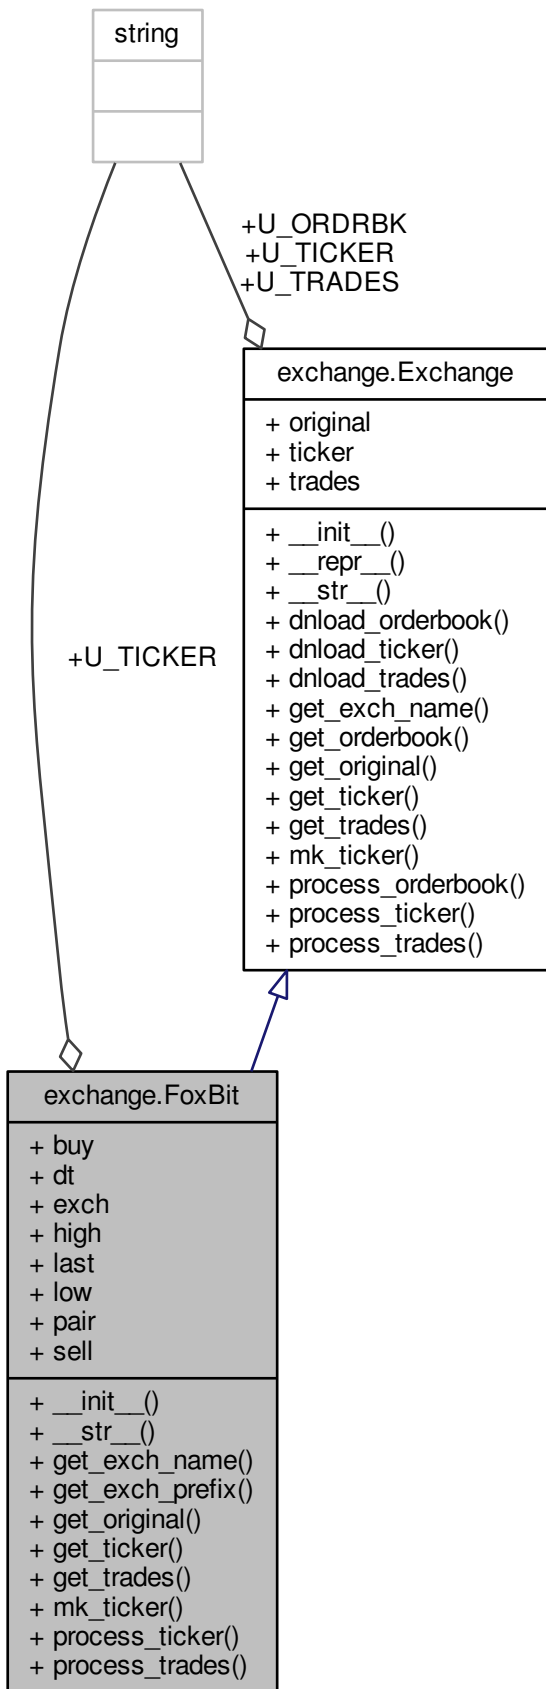 string
+U_ORDRBK
+U_TICKER
+U_TRADES
exchange.Exchange
+ original
+ ticker
+ trades
+ __init__()
+ __repr__()
+ __str__()
+ dnload_orderbook()
+ dnload_ticker()
+ dnload_trades()
+ get_exch_name()
+ get_orderbook()
+ get_original()
+ get_ticker()
+ get_trades()
+ mk_ticker()
+ process_orderbook()
+ process_ticker()
+ process_trades()
+U_TICKER
exchange.FoxBit
+ buy
+ dt
+ exch
+ high
+ last
+ low
+ pair
+ sell
+ __init__()
+ __str__()
+ get_exch_name()
+ get_exch_prefix()
+ get_original()
+ get_ticker()
+ get_trades()
+ mk_ticker()
+ process_ticker()
+ process_trades()